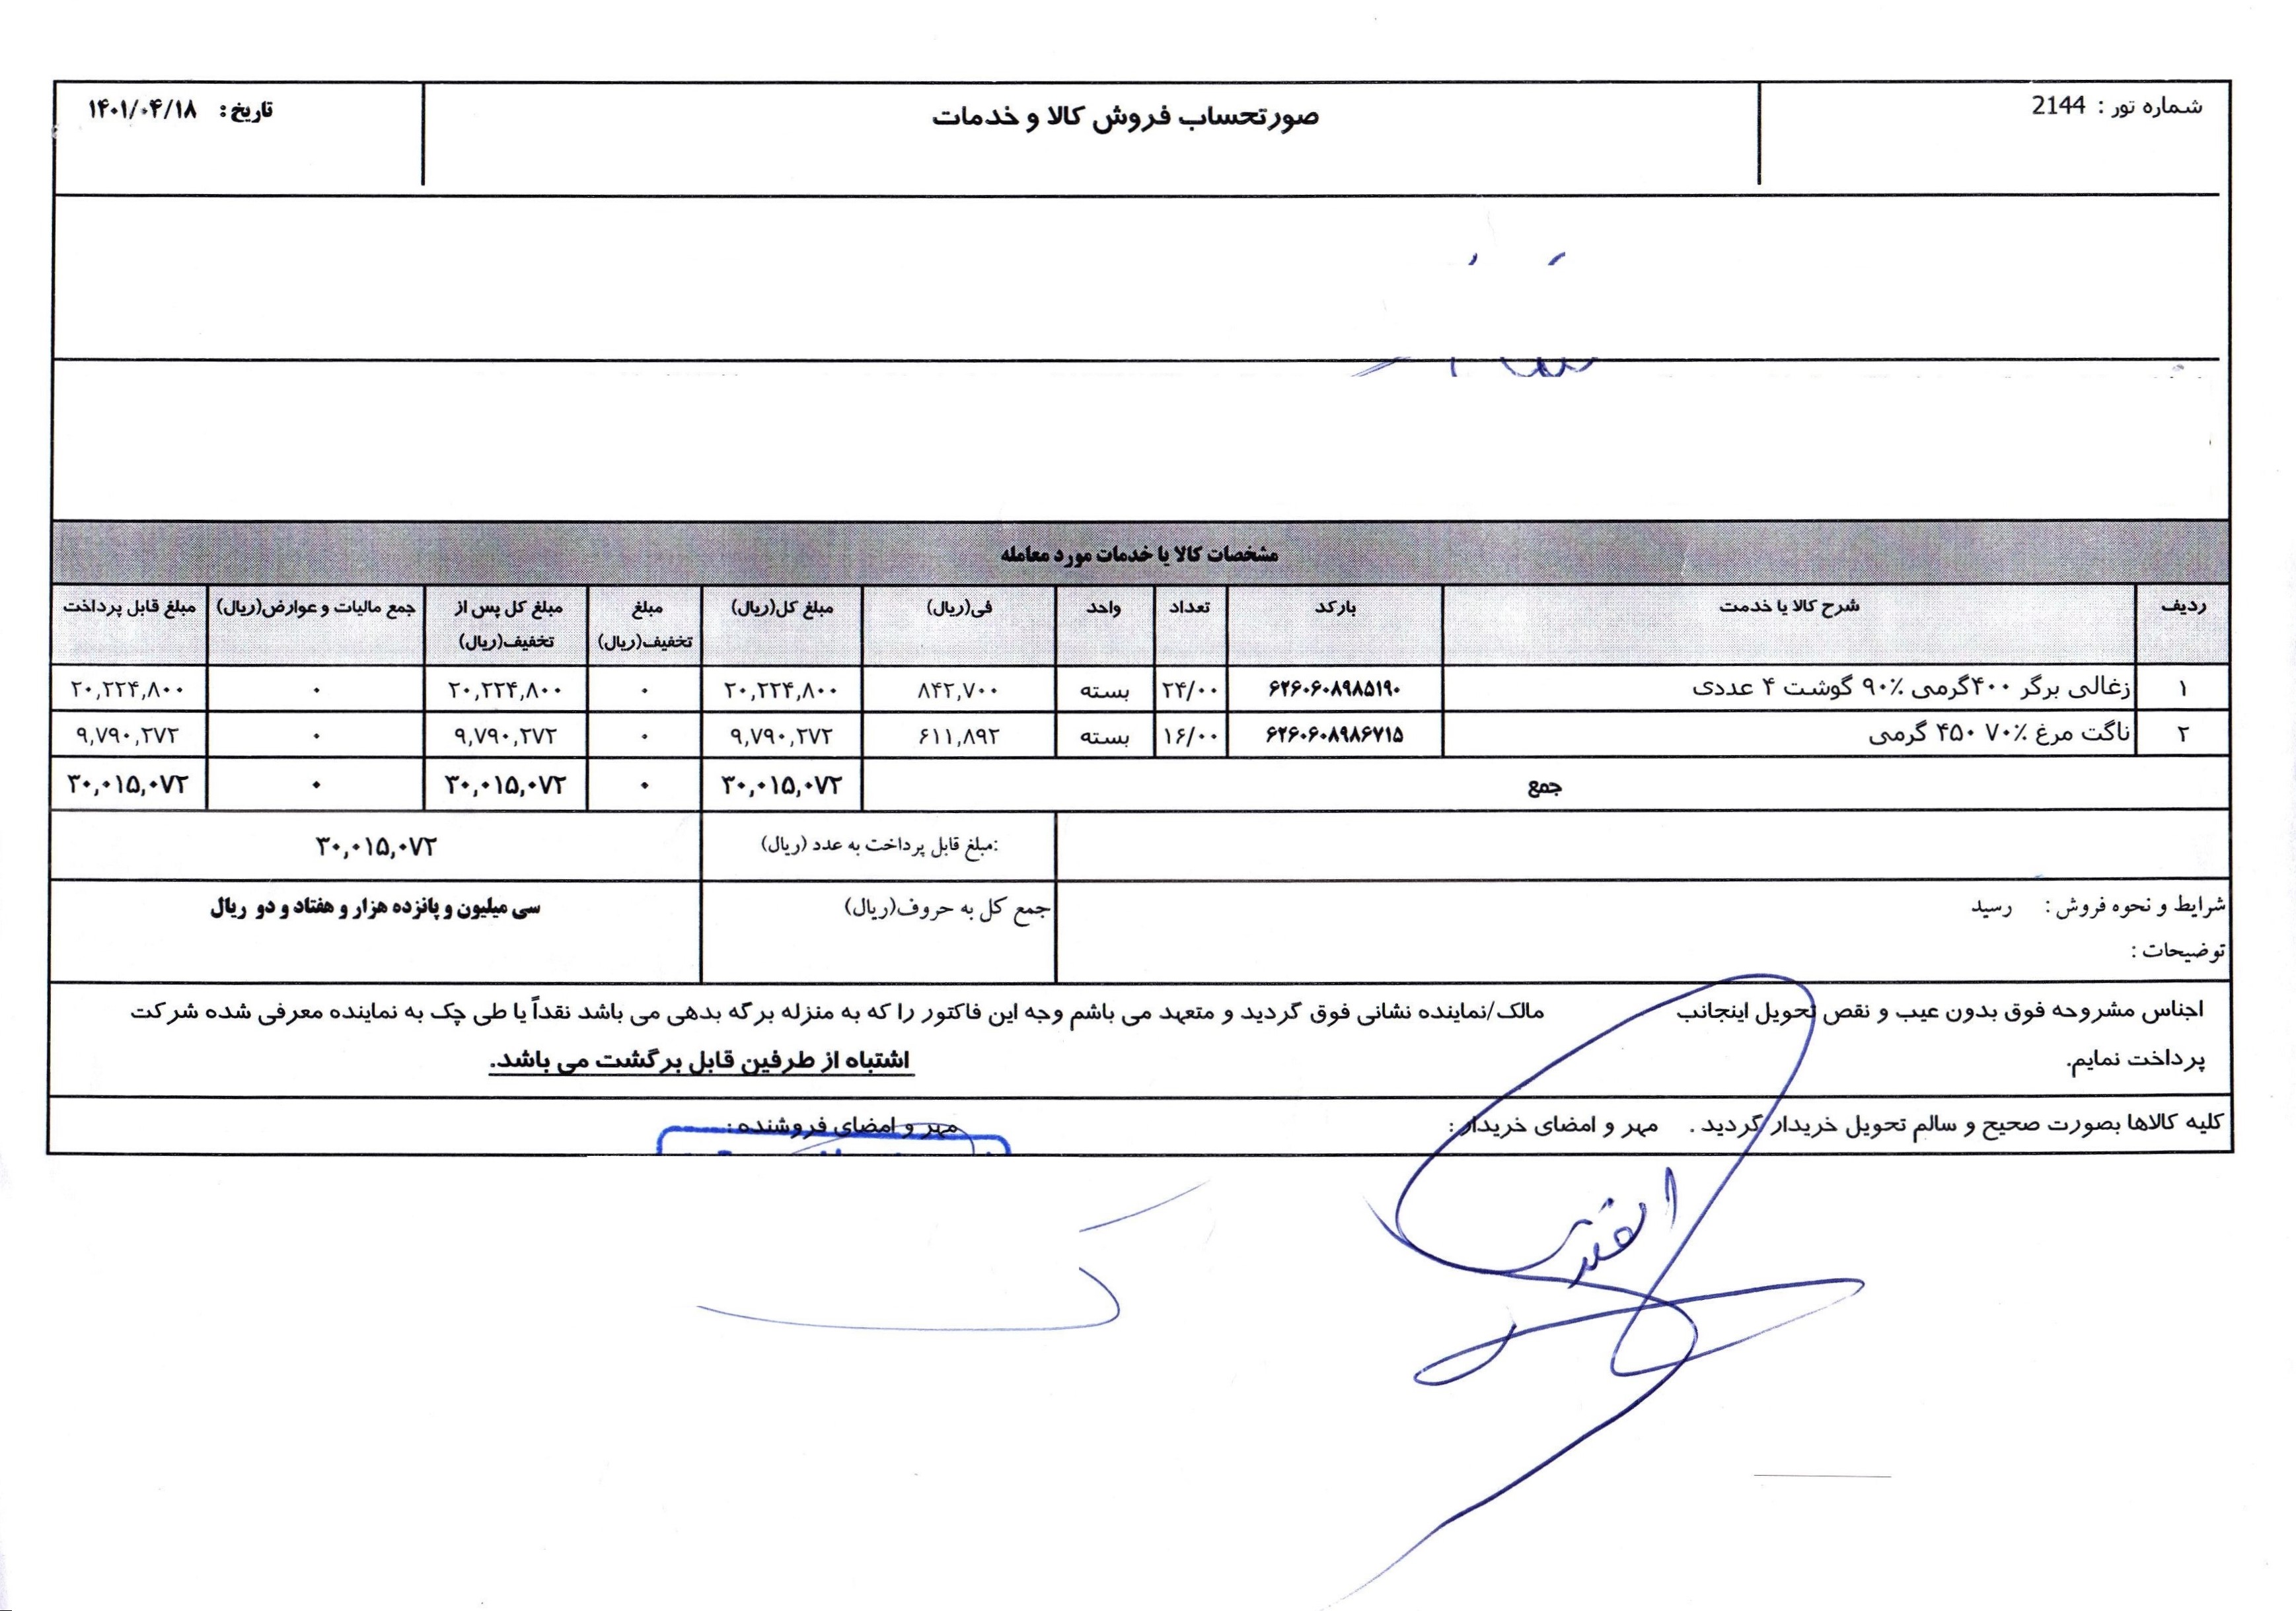 شماره تور : 2144
صورتحساب فروش کالا و خدمات
تاریخ : ۱۴۰۱/۰۴/۱۸
مشخصات کالا یا خدمات مورد معامله
ردیف شرح کالا یا خدمت بارکد تعداد واحد فی(ریال) مبلغ کل(ریال) مبلغ تخفیف(ریال) مبلغ کل پس از تخفیف(ریال) جمع مالیات و عوارض(ریال) مبلغ قابل پرداخت
۱ زغالی برگر ۴۰۰گرمی ۹۰٪ گوشت ۴ عددی ۶۲۶۰۶۰۸۹۸۵۱۹۰ ۲۴/۰۰ بسته ۸۴۲,۷۰۰ ۲۰,۲۲۴,۸۰۰ ۰ ۲۰,۲۲۴,۸۰۰ ۰ ۲۰,۲۲۴,۸۰۰
۲ ناگت مرغ ۷۰٪ ۴۵۰ گرمی ۶۲۶۰۶۰۸۹۸۶۷۱۵ ۱۶/۰۰ بسته ۶۱۱,۸۹۲ ۹,۷۹۰,۲۷۲ ۰ ۹,۷۹۰,۲۷۲ ۰ ۹,۷۹۰,۲۷۲
جمع ۳۰,۰۱۵,۰۷۲ ۰ ۳۰,۰۱۵,۰۷۲ ۰ ۳۰,۰۱۵,۰۷۲
مبلغ قابل پرداخت به عدد (ریال): ۳۰,۰۱۵,۰۷۲
شرایط و نحوه فروش : رسید جمع کل به حروف(ریال) سی میلیون و پانزده هزار و هفتاد و دو ریال
توضیحات :
اجناس مشروحه فوق بدون عیب و نقص تحویل اینجانب مالک/نماینده نشانی فوق گردید و متعهد می باشم وجه این فاکتور را که به منزله برگه بدهی می باشد نقداً یا طی چک به نماینده معرفی شده شرکت
پرداخت نمایم. اشتباه از طرفین قابل برگشت می باشد.
کلیه کالاها بصورت صحیح و سالم تحویل خریدار گردید . مهر و امضای خریدار : مهر و امضای فروشنده :